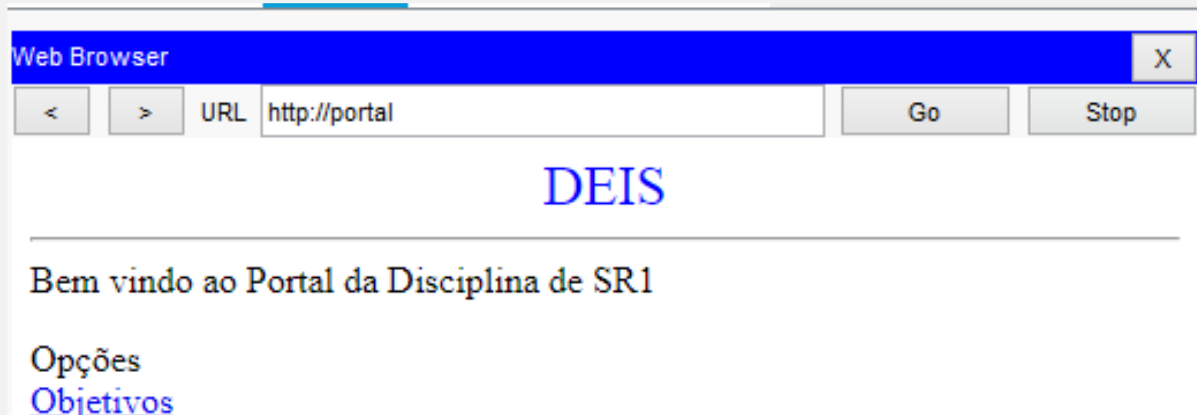 Web Browser X
< > URL http://portal Go Stop
DEIS
Bem vindo ao Portal da Disciplina de SR1
Opções
Objetivos